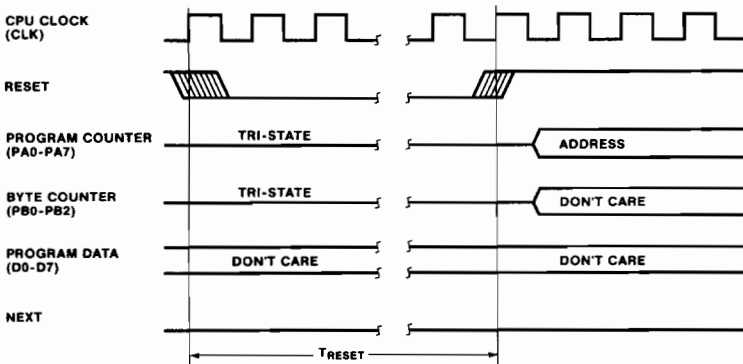 CPU CLOCK
(CLK)
RESET
PROGRAM COUNTER
(PA0-PA7)
TRI-STATE
ADDRESS
BYTE COUNTER
(PB0-PB2)
TRI-STATE
DON'T CARE
PROGRAM DATA
(D0-D7)
DON'T CARE
DON'T CARE
NEXT
TRESET